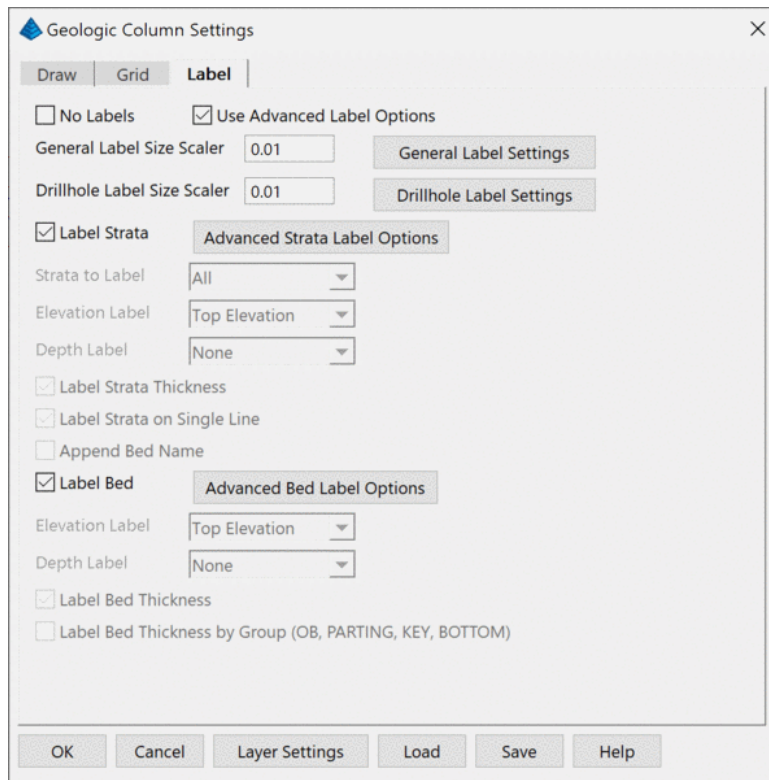 Geologic Column Settings
Draw Grid Label
No Labels Use Advanced Label Options
General Label Size Scaler 0.01 General Label Settings
Drillhole Label Size Scaler 0.01 Drillhole Label Settings
Label Strata Advanced Strata Label Options
Strata to Label All
Elevation Label Top Elevation
Depth Label None
Label Strata Thickness
Label Strata on Single Line
Append Bed Name
Label Bed Advanced Bed Label Options
Elevation Label Top Elevation
Depth Label None
Label Bed Thickness
Label Bed Thickness by Group (OB, PARTING, KEY, BOTTOM)
OK Cancel Layer Settings Load Save Help